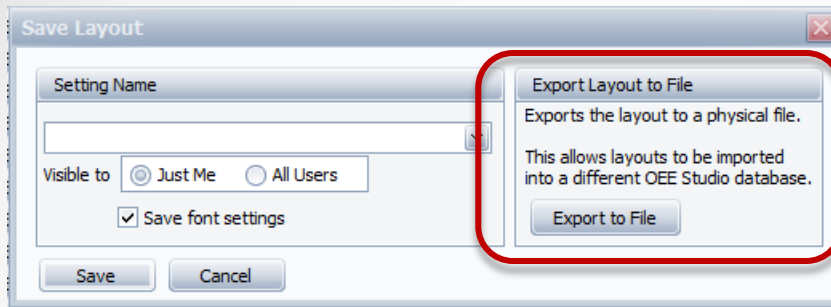 Save Layout
Setting Name
Visible to Just Me All Users
Save font settings
Save Cancel
Export Layout to File
Exports the layout to a physical file.
This allows layouts to be imported
into a different OEE Studio database.
Export to File